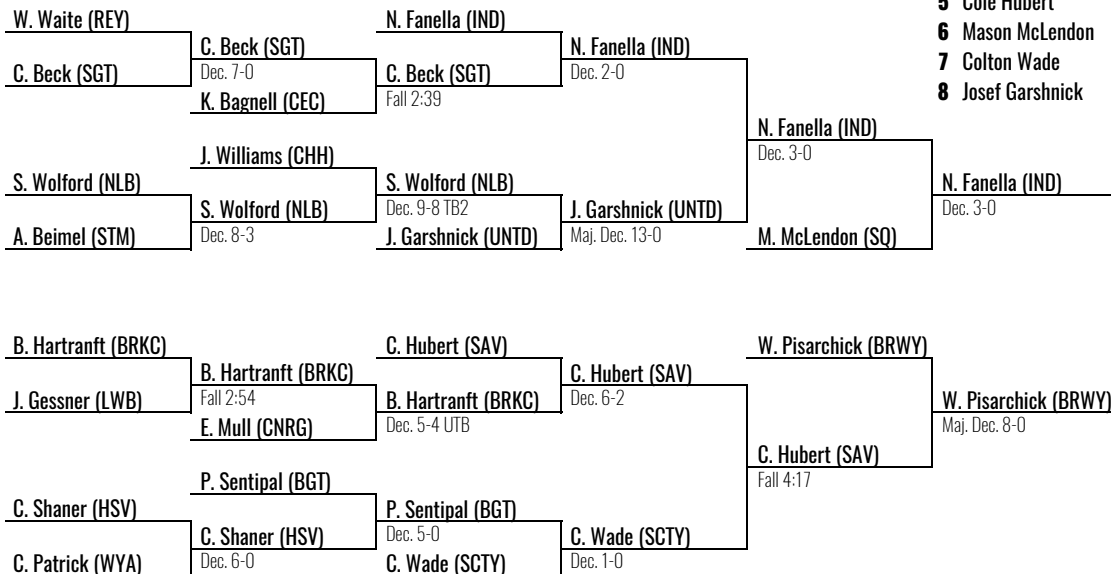 5 Cole Hubert
6 Mason McLendon
7 Colton Wade
8 Josef Garshnick
W. Waite (REY)
C. Beck (SGT)
C. Beck (SGT)
Dec. 7-0
K. Bagnell (CEC)
N. Fanella (IND)
C. Beck (SGT)
Fall 2:39
N. Fanella (IND)
Dec. 2-0
N. Fanella (IND)
Dec. 3-0
J. Williams (CHH)
S. Wolford (NLB)
A. Beimel (STM)
S. Wolford (NLB)
Dec. 8-3
S. Wolford (NLB)
Dec. 9-8 TB2
J. Garshnick (UNTD)
J. Garshnick (UNTD)
Maj. Dec. 13-0
M. McLendon (SQ)
N. Fanella (IND)
Dec. 3-0
B. Hartranft (BRKC)
J. Gessner (LWB)
B. Hartranft (BRKC)
Fall 2:54
E. Mull (CNRG)
C. Hubert (SAV)
B. Hartranft (BRKC)
Dec. 5-4 UTB
C. Hubert (SAV)
Dec. 6-2
W. Pisarchick (BRWY)
C. Hubert (SAV)
Fall 4:17
W. Pisarchick (BRWY)
Maj. Dec. 8-0
P. Sentipal (BGT)
C. Shaner (HSV)
C. Patrick (WYA)
C. Shaner (HSV)
Dec. 6-0
P. Sentipal (BGT)
Dec. 5-0
C. Wade (SCTY)
C. Wade (SCTY)
Dec. 1-0